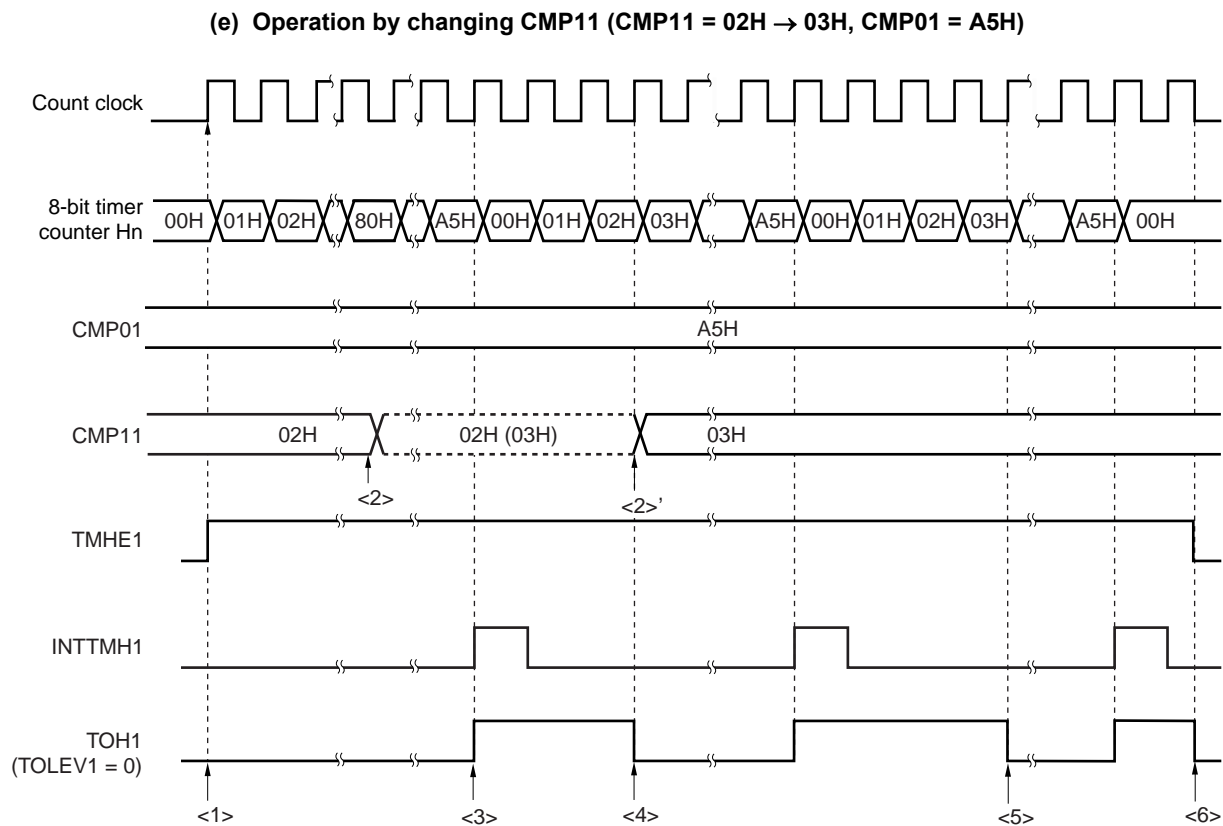 (e) Operation by changing CMP11 (CMP11 = 02H → 03H, CMP01 = A5H)
Count clock
8-bit timer
counter Hn
00H 01H 02H 80H A5H 00H 01H 02H 03H A5H 00H 01H 02H 03H A5H 00H
CMP01
A5H
CMP11
02H 02H (03H) 03H
<2> <2>’
TMHE1
INTTMH1
TOH1
(TOLEV1 = 0)
<1> <3> <4> <5> <6>